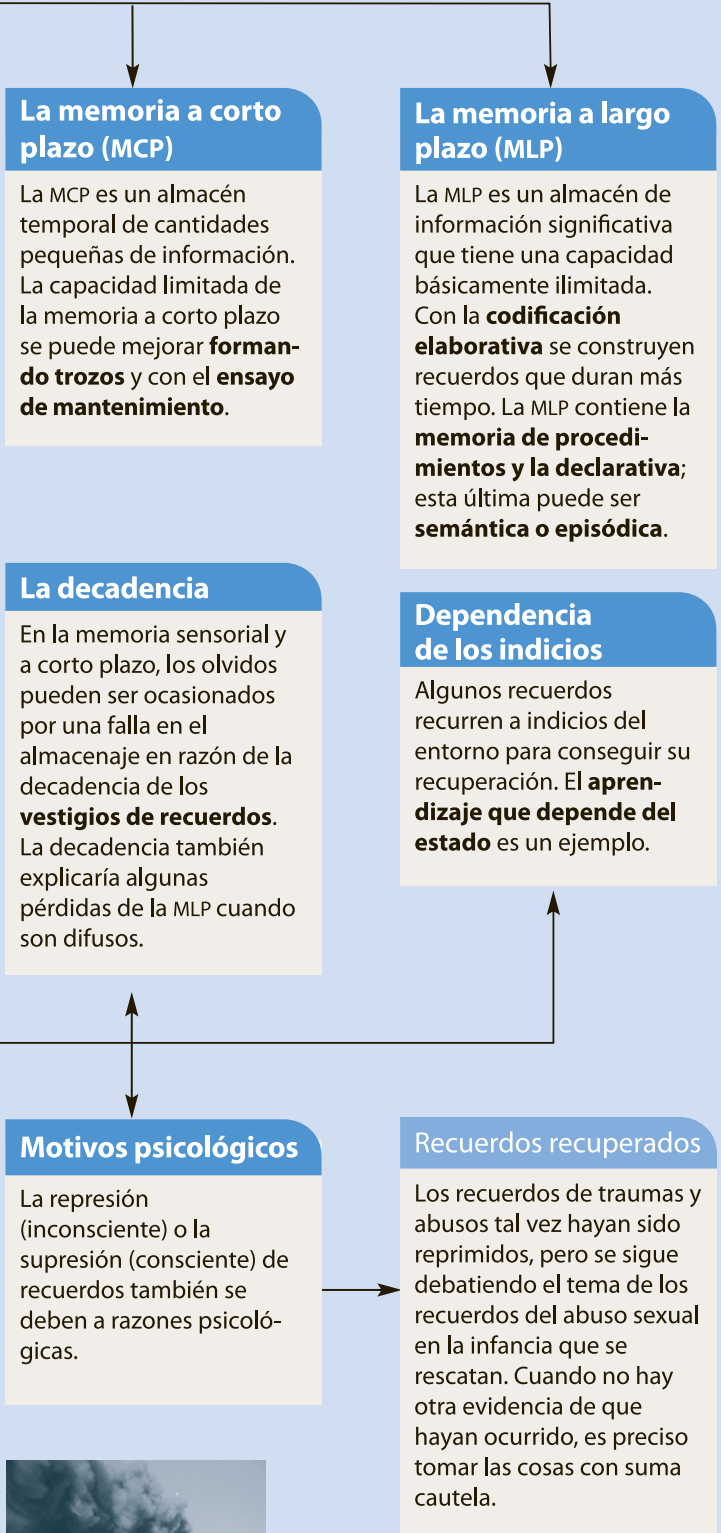 La memoria a corto
plazo (MCP)
La MCP es un almacén
temporal de cantidades
pequeñas de información.
La capacidad limitada de
la memoria a corto plazo
se puede mejorar forman-
do trozos y con el ensayo
de mantenimiento.
La memoria a largo
plazo (MLP)
La MLP es un almacén de
información significativa
que tiene una capacidad
básicamente ilimitada.
Con la codificación
elaborativa se construyen
recuerdos que duran más
tiempo. La MLP contiene la
memoria de procedi-
mientos y la declarativa;
esta última puede ser
semántica o episódica.
La decadencia
En la memoria sensorial y
a corto plazo, los olvidos
pueden ser ocasionados
por una falla en el
almacenaje en razón de la
decadencia de los
vestigios de recuerdos.
La decadencia también
explicaría algunas
pérdidas de la MLP cuando
son difusos.
Dependencia
de los indicios
Algunos recuerdos
recurren a indicios del
entorno para conseguir su
recuperación. El apren-
dizaje que depende del
estado es un ejemplo.
Motivos psicológicos
La represión
(inconsciente) o la
supresión (consciente) de
recuerdos también se
deben a razones psicoló-
gicas.
Recuerdos recuperados
Los recuerdos de traumas y
abusos tal vez hayan sido
reprimidos, pero se sigue
debatiendo el tema de los
recuerdos del abuso sexual
en la infancia que se
rescatan. Cuando no hay
otra evidencia de que
hayan ocurrido, es preciso
tomar las cosas con suma
cautela.